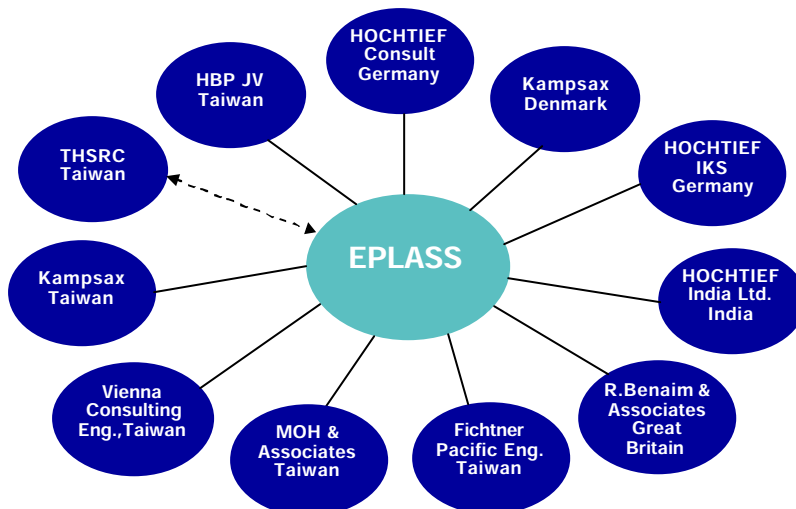 HOCHTIEF
Consult
Germany
HBP JV
Taiwan
Kampsax
Denmark
THSRC
Taiwan
HOCHTIEF
IKS
Germany
EPLASS
Kampsax
Taiwan
HOCHTIEF
India Ltd.
India
Vienna
Consulting
Eng.,Taiwan
MOH &
Associates
Taiwan
Fichtner
Pacific Eng.
Taiwan
R.Benaim &
Associates
Great
Britain